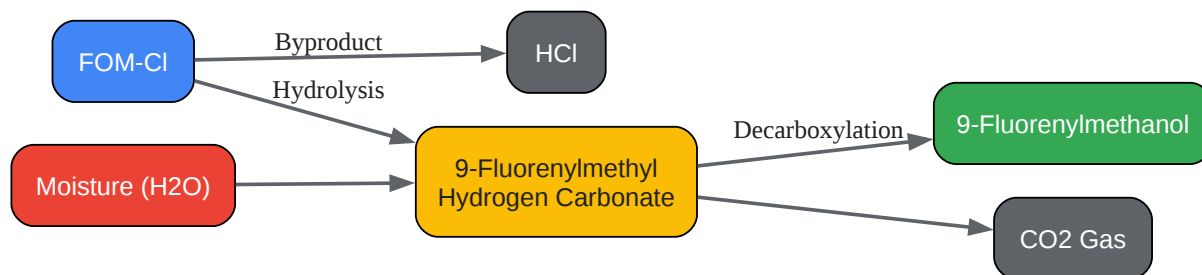 FOM-Cl
Byproduct
HCl
Hydrolysis
Moisture (H2O)
9-Fluorenylmethyl
Hydrogen Carbonate
Decarboxylation
9-Fluorenylmethanol
CO2 Gas